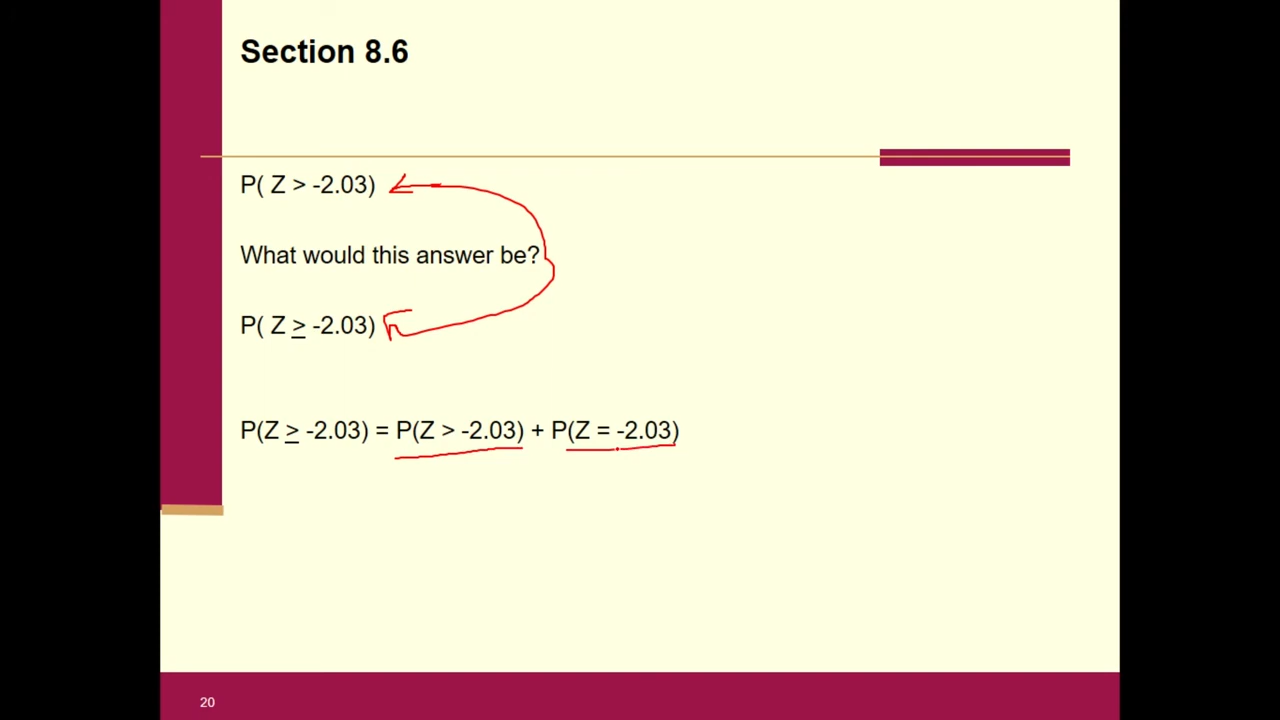 Section 8.6
P( Z > -2.03)
What would this answer be?
P( Z ≥ -2.03)
P(Z ≥ -2.03) = P(Z > -2.03) + P(Z = -2.03)
20